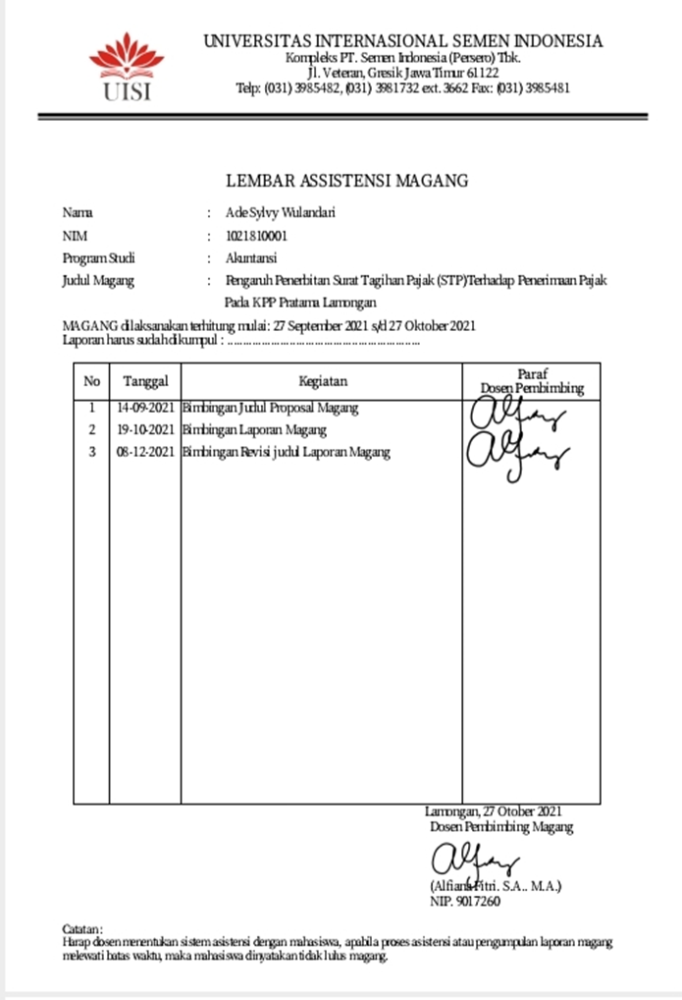 UISI
UNIVERSITAS INTERNASIONAL SEMEN INDONESIA
Kompleks PT. Semen Indonesia (Persero) Tbk.
Jl. Veteran, Gresik Jawa Timur 61122
Telp: (031) 3985482, (031) 3981732 ext. 3662 Fax: (031) 3985481
LEMBAR ASSISTENSI MAGANG
Nama : Ade Sylvy Wulandari
NIM : 1021810001
Program Studi : Akuntansi
Judul Magang : Pengaruh Penerbitan Surat Tagihan Pajak (STP)Terhadap Penerimaan Pajak
Pada KPP Pratama Lamongan
MAGANG dilaksanakan terhitung mulai: 27 September 2021 s/d 27 Oktober 2021
Laporan harus sudah dikumpul : ..............................................................
No Tanggal Kegiatan Paraf
Dosen Pembimbing
1 14-09-2021 Bimbingan Judul Proposal Magang
2 19-10-2021 Bimbingan Laporan Magang
3 08-12-2021 Bimbingan Revisi judul Laporan Magang
Lamongan, 27 Otober 2021
Dosen Pembimbing Magang
(Alfiana Fitri. S.A.. M.A.)
NIP. 9017260
Catatan :
Harap dosen menentukan sistem asistensi dengan mahasiswa, apabila proses asistensi atau pengumpulan laporan magang
melewati batas waktu, maka mahasiswa dinyatakan tidak lulus magang.